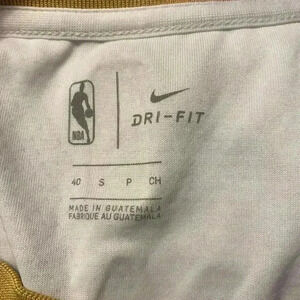 NBA
DRI-FIT
40 S P CH
MADE IN GUATEMALA
FABRIQUÉ AU GUATEMALA